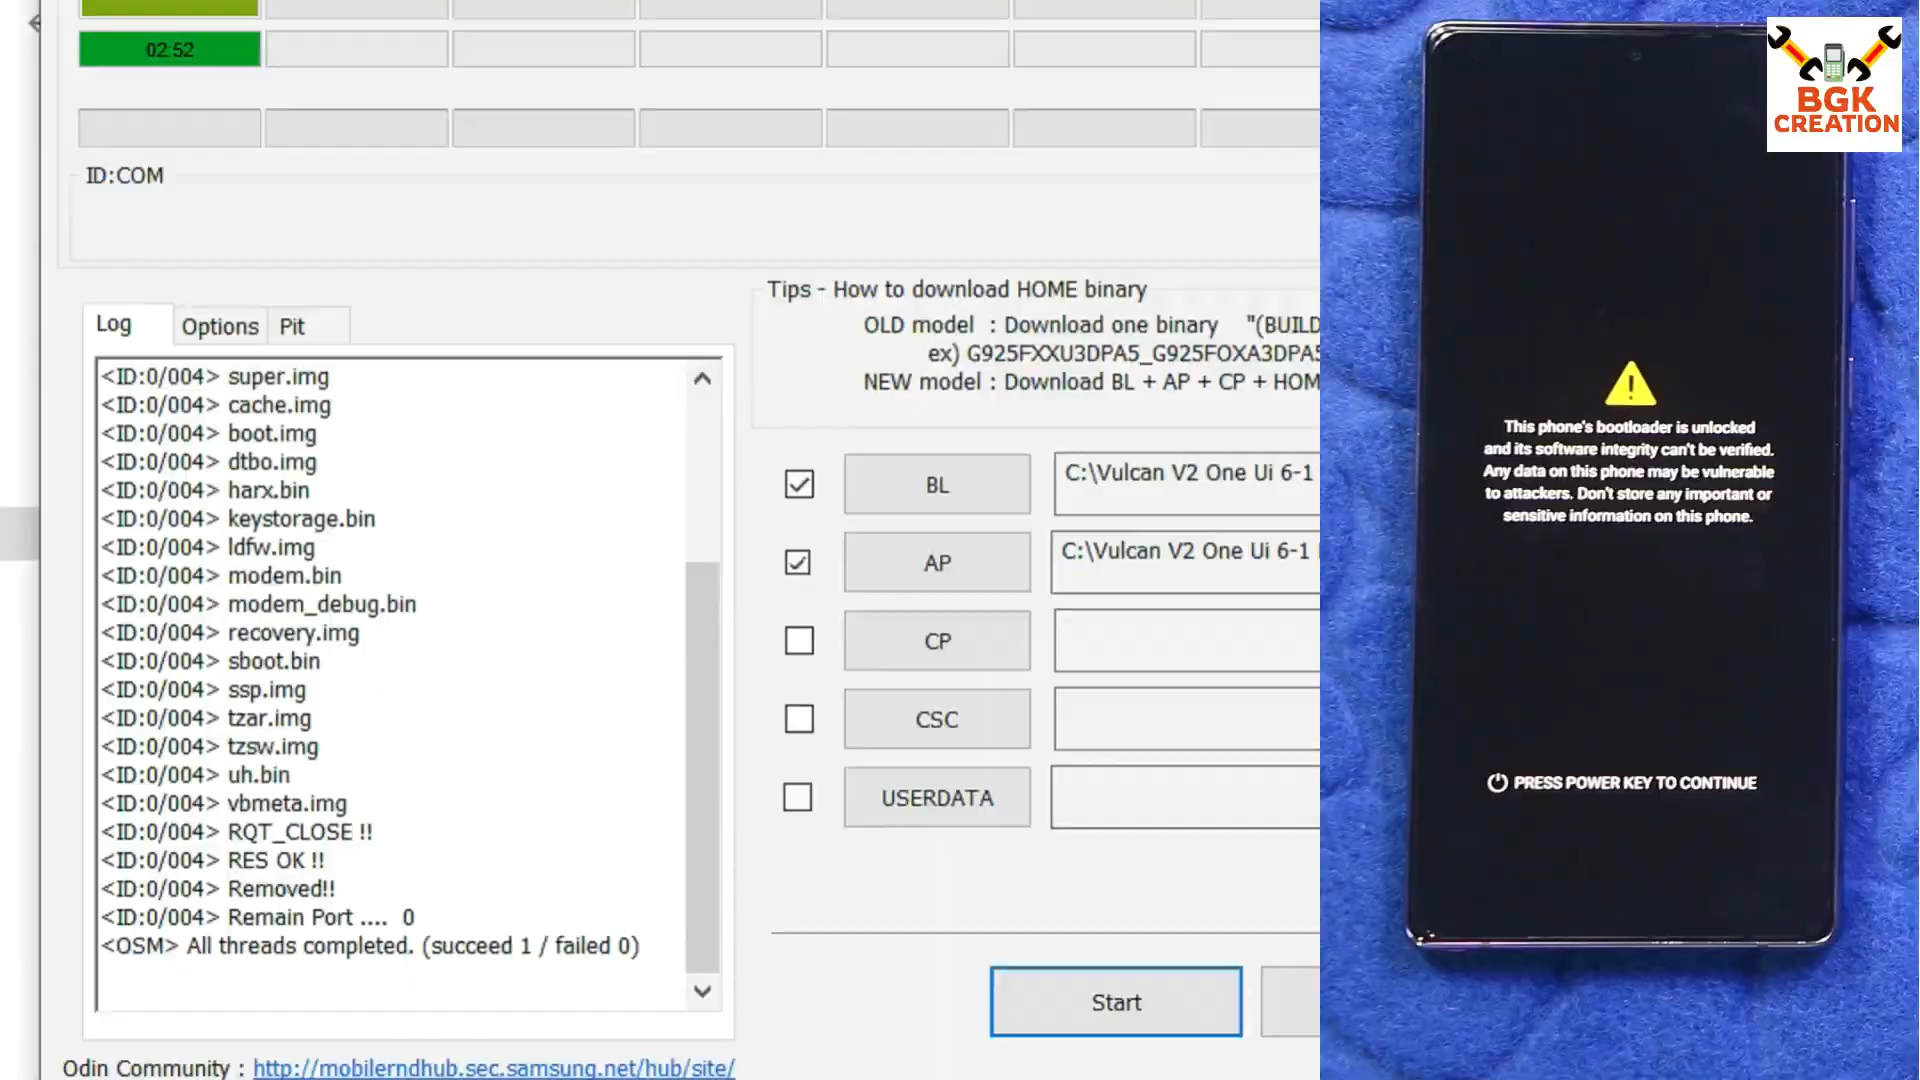 02:52
ID:COM
Log
Options
Pit
<ID:0/004> super.img
<ID:0/004> cache.img
<ID:0/004> boot.img
<ID:0/004> dtbo.img
<ID:0/004> harx.bin
<ID:0/004> keystorage.bin
<ID:0/004> ldfw.img
<ID:0/004> modem.bin
<ID:0/004> modem_debug.bin
<ID:0/004> recovery.img
<ID:0/004> sboot.bin
<ID:0/004> ssp.img
<ID:0/004> tzar.img
<ID:0/004> tzsw.img
<ID:0/004> uh.bin
<ID:0/004> vbmeta.img
<ID:0/004> RQT_CLOSE !!
<ID:0/004> RES OK !!
<ID:0/004> Removed!!
<ID:0/004> Remain Port .... 0
<OSM> All threads completed. (succeed 1 / failed 0)
Odin Community : http://mobilerndhub.sec.samsung.net/hub/site/
Tips - How to download HOME binary
OLD model : Download one binary "(BUILD
ex) G925FXXU3DPA5_G925FOXA3DPA5
NEW model : Download BL + AP + CP + HOM
BL
C:\Vulcan V2 One Ui 6-1
AP
C:\Vulcan V2 One Ui 6-1
CP
CSC
USERDATA
Start
BGK
CREATION
This phone's bootloader is unlocked
and its software integrity can't be verified.
Any data on this phone may be vulnerable
to attackers. Don't store any important or
sensitive information on this phone.
PRESS POWER KEY TO CONTINUE